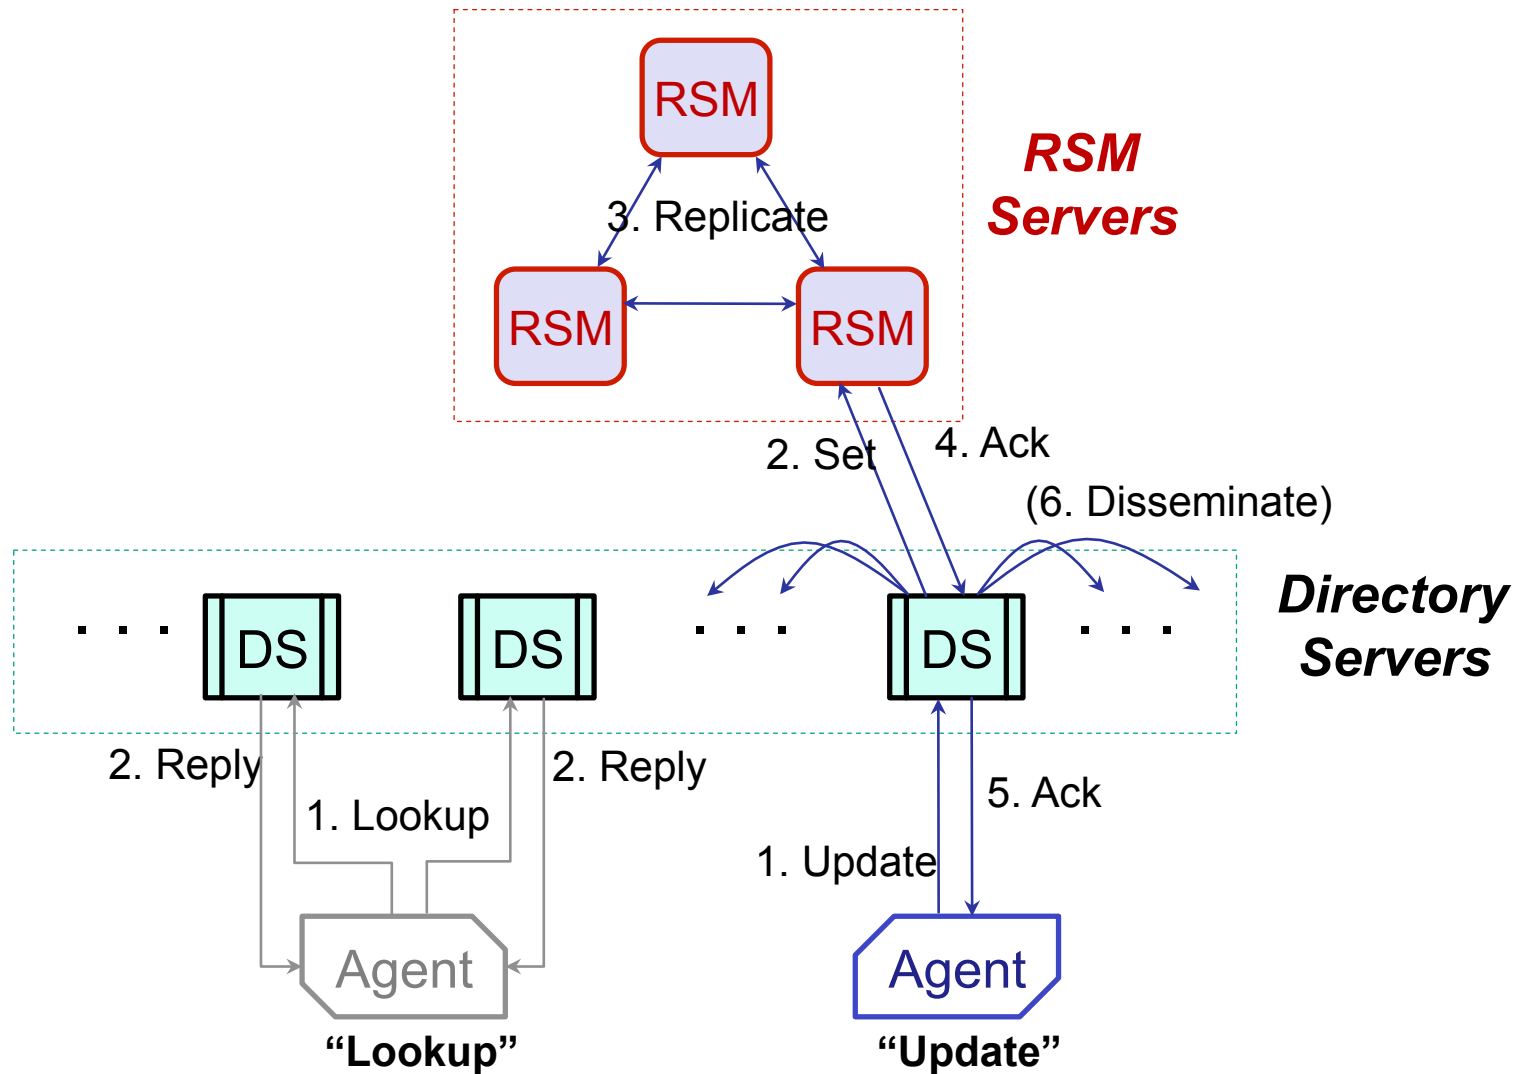 RSM
RSM
Servers
3. Replicate
RSM
RSM
2. Set
4. Ack
(6. Disseminate)
. . .
DS
DS
. . .
DS
. . .
Directory
Servers
2. Reply
2. Reply
1. Lookup
5. Ack
1. Update
Agent
Agent
“Lookup”
“Update”